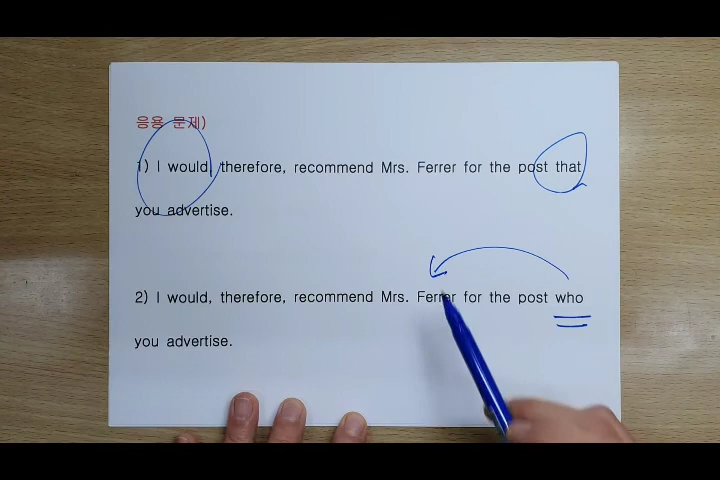 응용 문제)
1) I would, therefore, recommend Mrs. Ferrer for the post that
you advertise.
2) I would, therefore, recommend Mrs. Ferrer for the post who
you advertise.